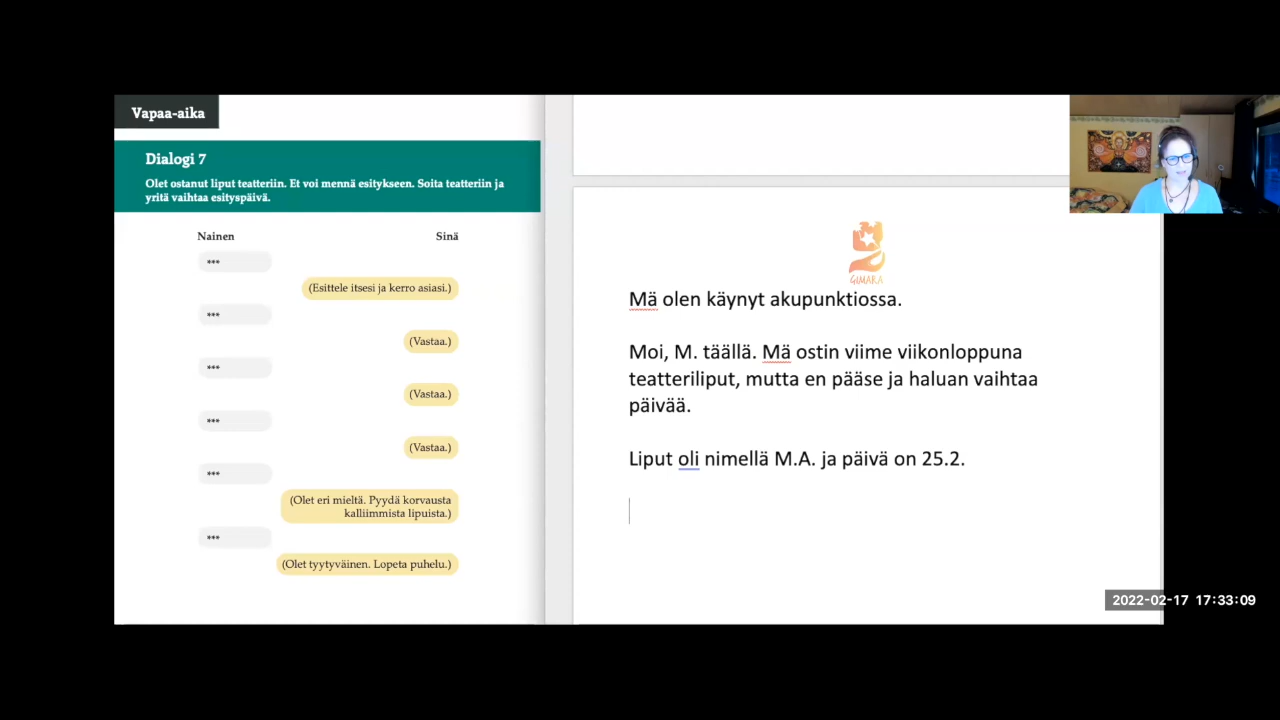 Vapaa-aika
Dialogi 7
Olet ostanut liput teatteriin. Et voi mennä esitykseen. Soita teatteriin ja
yritä vaihtaa esityspäivä.
Nainen
Sinä
***
(Esittele itsesi ja kerro asiasi.)
***
(Vastaa.)
***
(Vastaa.)
***
(Vastaa.)
***
(Olet eri mieltä. Pyydä korvausta
kalliimmista lipuista.)
***
(Olet tyytyväinen. Lopeta puhelu.)
GIMARA
Mä olen käynyt akupunktiossa.
Moi, M. täällä. Mä ostin viime viikonloppuna
teatteriliput, mutta en pääse ja haluan vaihtaa
päivää.
Liput oli nimellä M.A. ja päivä on 25.2.
2022-02-17 17:33:09